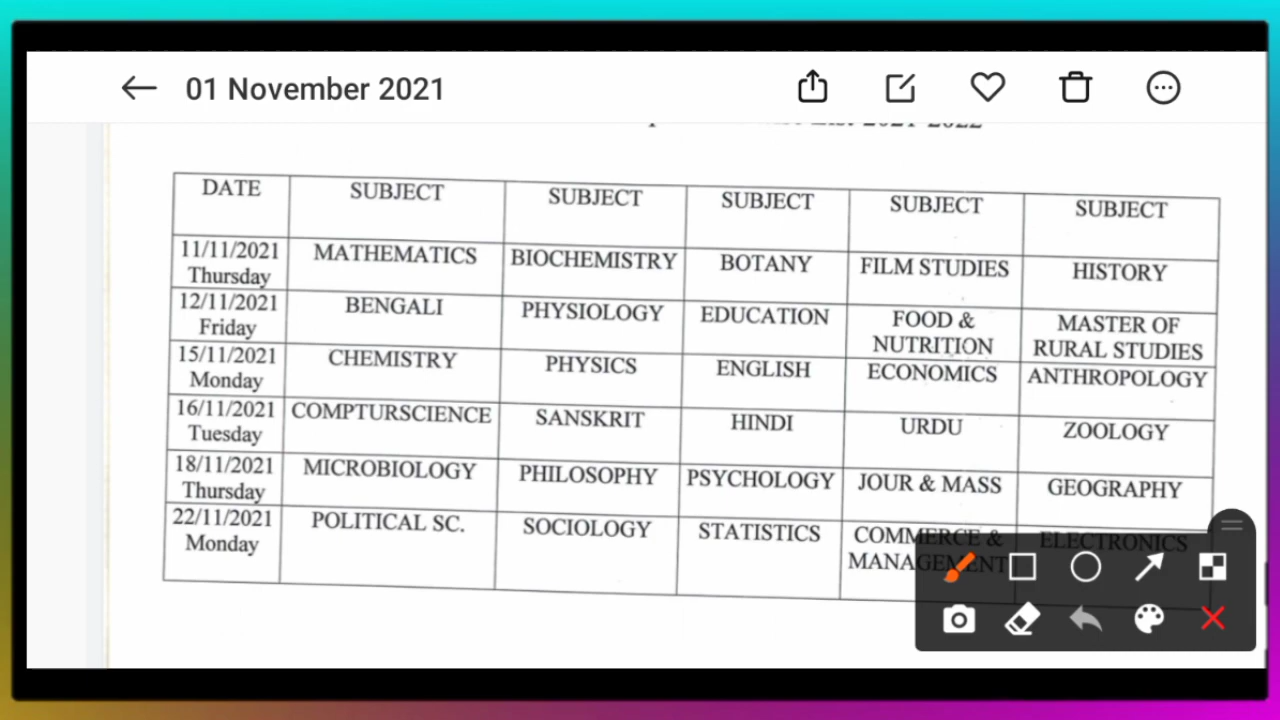 01 November 2021
2021-2022
DATE SUBJECT SUBJECT SUBJECT SUBJECT SUBJECT
11/11/2021 Thursday MATHEMATICS BIOCHEMISTRY BOTANY FILM STUDIES HISTORY
12/11/2021 Friday BENGALI PHYSIOLOGY EDUCATION FOOD & NUTRITION MASTER OF RURAL STUDIES
15/11/2021 Monday CHEMISTRY PHYSICS ENGLISH ECONOMICS ANTHROPOLOGY
16/11/2021 Tuesday COMPTURSCIENCE SANSKRIT HINDI URDU ZOOLOGY
18/11/2021 Thursday MICROBIOLOGY PHILOSOPHY PSYCHOLOGY JOUR & MASS GEOGRAPHY
22/11/2021 Monday POLITICAL SC. SOCIOLOGY STATISTICS COMMERCE & MANAGEMENT ELECTRONICS